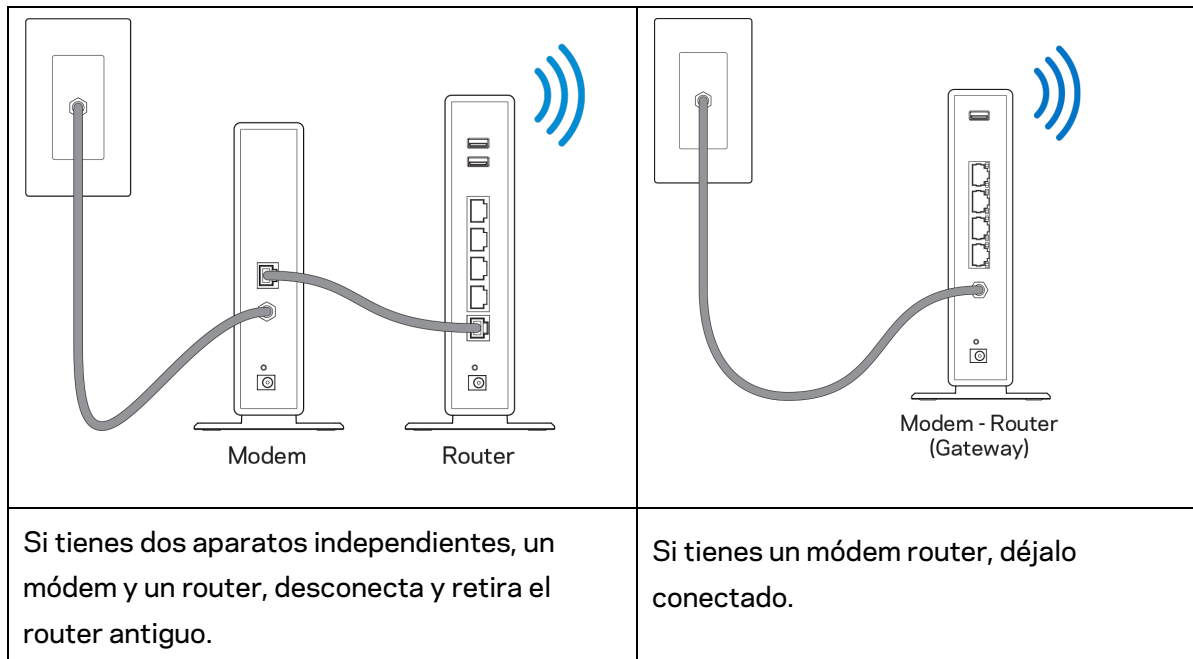 Modem
Router
Modem - Router
(Gateway)
Si tienes dos aparatos independientes, un
módem y un router, desconecta y retira el
router antiguo.
Si tienes un módem router, déjalo
conectado.